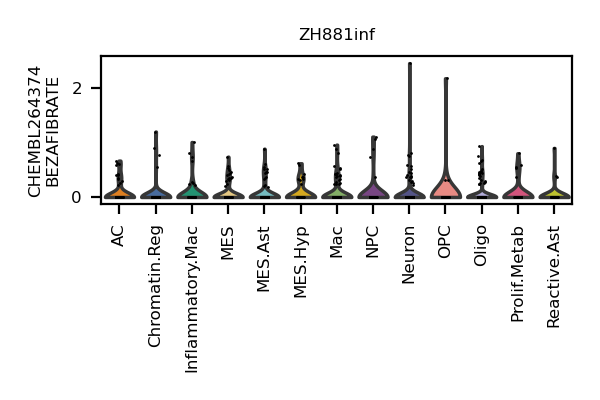 ZH881inf
CHEMBL264374
BEZAFIBRATE
2
0
AC
Chromatin.Reg
Inflammatory.Mac
MES
MES.Ast
MES.Hyp
Mac
NPC
Neuron
OPC
Oligo
Prolif.Metab
Reactive.Ast